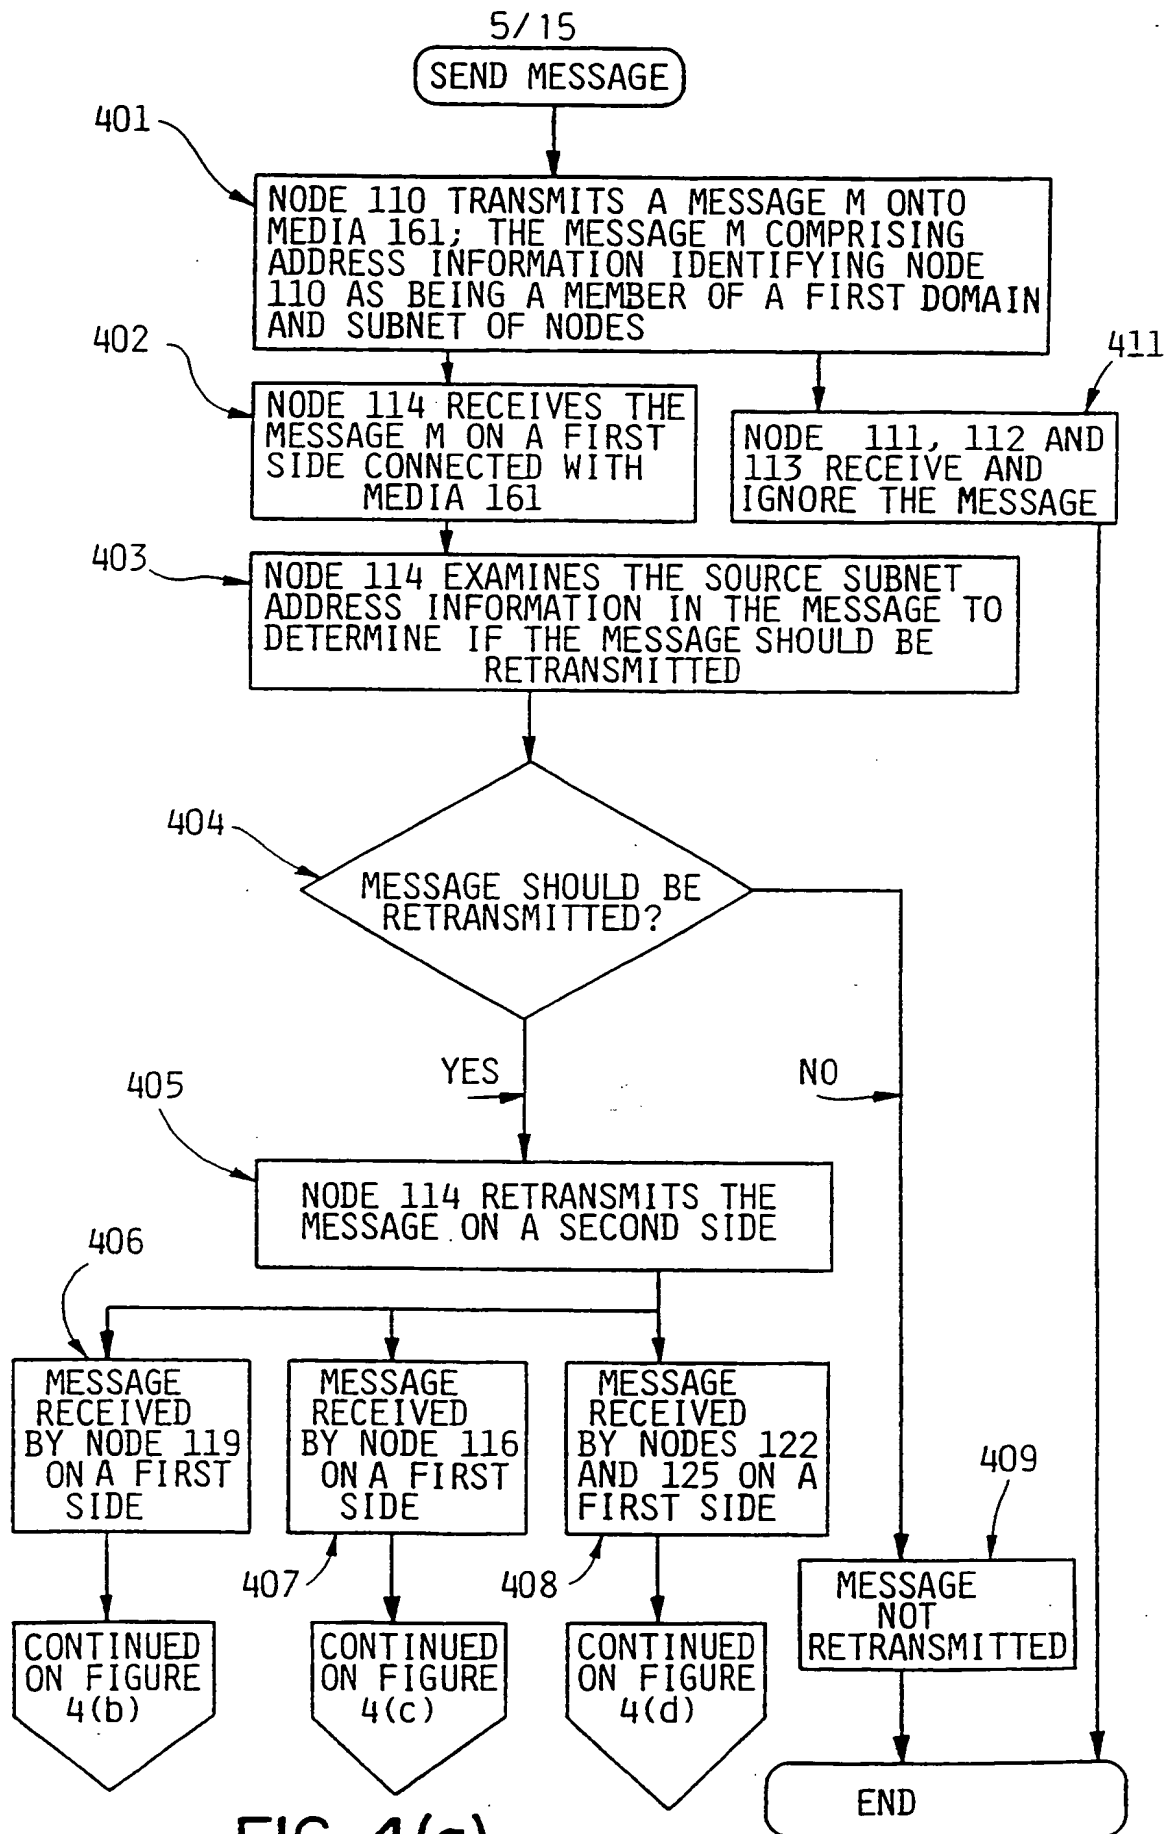 5/15
SEND MESSAGE
401
NODE 110 TRANSMITS A MESSAGE M ONTO
MEDIA 161; THE MESSAGE M COMPRISING
ADDRESS INFORMATION IDENTIFYING NODE
110 AS BEING A MEMBER OF A FIRST DOMAIN
AND SUBNET OF NODES
402
NODE 114 RECEIVES THE
MESSAGE M ON A FIRST
SIDE CONNECTED WITH
MEDIA 161
411
NODE 111, 112 AND
113 RECEIVE AND
IGNORE THE MESSAGE
403
NODE 114 EXAMINES THE SOURCE SUBNET
ADDRESS INFORMATION IN THE MESSAGE TO
DETERMINE IF THE MESSAGE SHOULD BE
RETRANSMITTED
404
MESSAGE SHOULD BE
RETRANSMITTED?
YES
NO
405
NODE 114 RETRANSMITS THE
MESSAGE ON A SECOND SIDE
406
MESSAGE
RECEIVED
BY NODE 119
ON A FIRST
SIDE
MESSAGE
RECEIVED
BY NODE 116
ON A FIRST
SIDE
407
MESSAGE
RECEIVED
BY NODES 122
AND 125 ON A
FIRST SIDE
408
409
MESSAGE
NOT
RETRANSMITTED
CONTINUED
ON FIGURE
4(b)
CONTINUED
ON FIGURE
4(c)
CONTINUED
ON FIGURE
4(d)
END
FIG. 4(a)